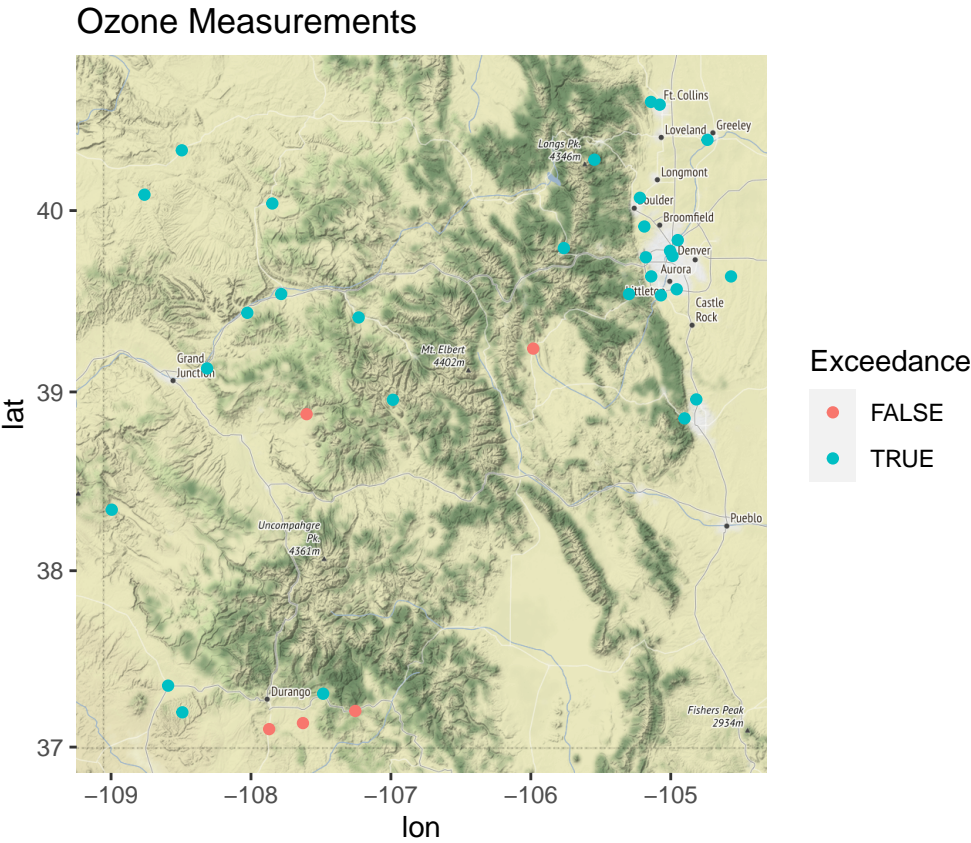 Ozone Measurements
Ft. Collins
Loveland
Greeley
Longs Pk.
4346m
Longmont
oulder
Broomfield
Denver
Aurora
Littleton
Castle
Rock
Mt. Elbert
4402m
Grand
Junction
Uncompahgre
Pk.
4361m
Pueblo
Durango
Fishers Peak
2934m
40
39
38
37
lat
−109
−108
−107
−106
−105
lon
Exceedance
FALSE
TRUE